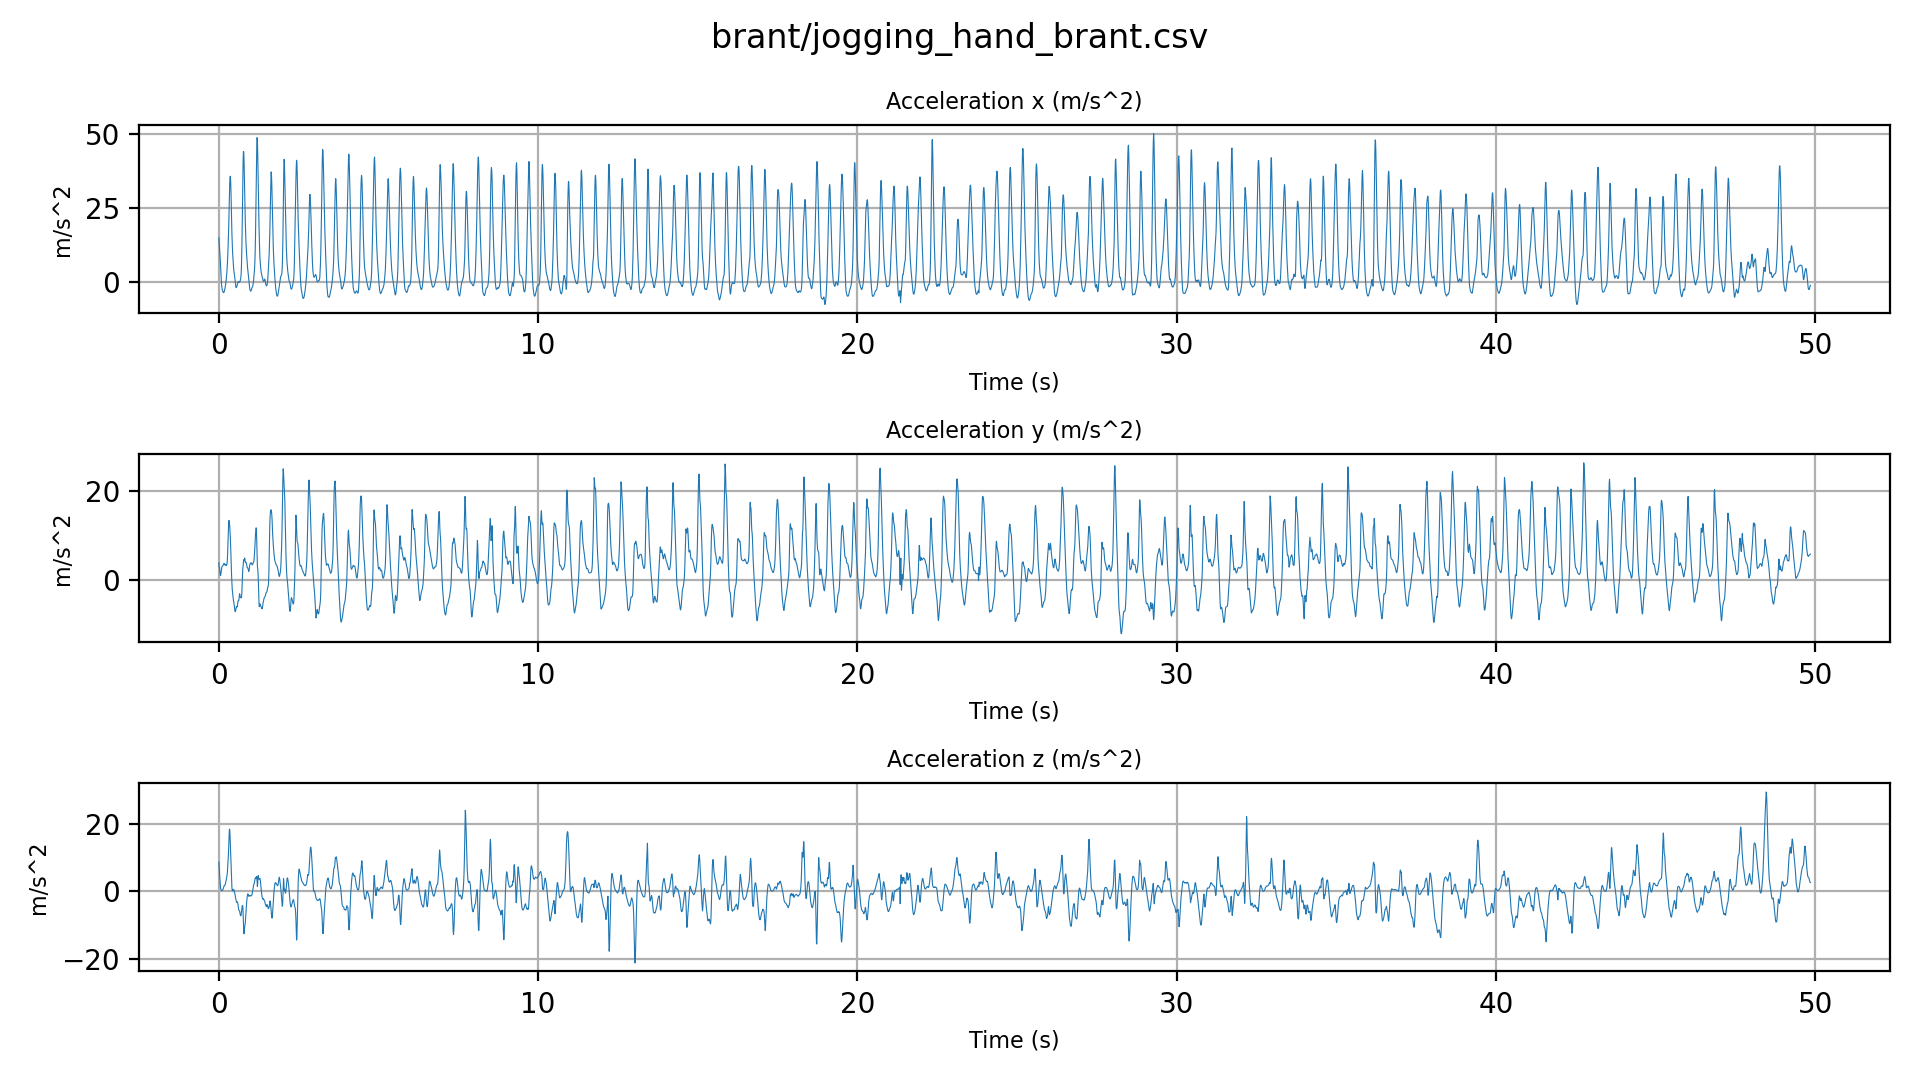 brant/jogging_hand_brant.csv
Acceleration x (m/s^2)
m/s^2
50
25
0
0 10 20 30 40 50
Time (s)
Acceleration y (m/s^2)
m/s^2
20
0
0 10 20 30 40 50
Time (s)
Acceleration z (m/s^2)
m/s^2
20
0
−20
0 10 20 30 40 50
Time (s)